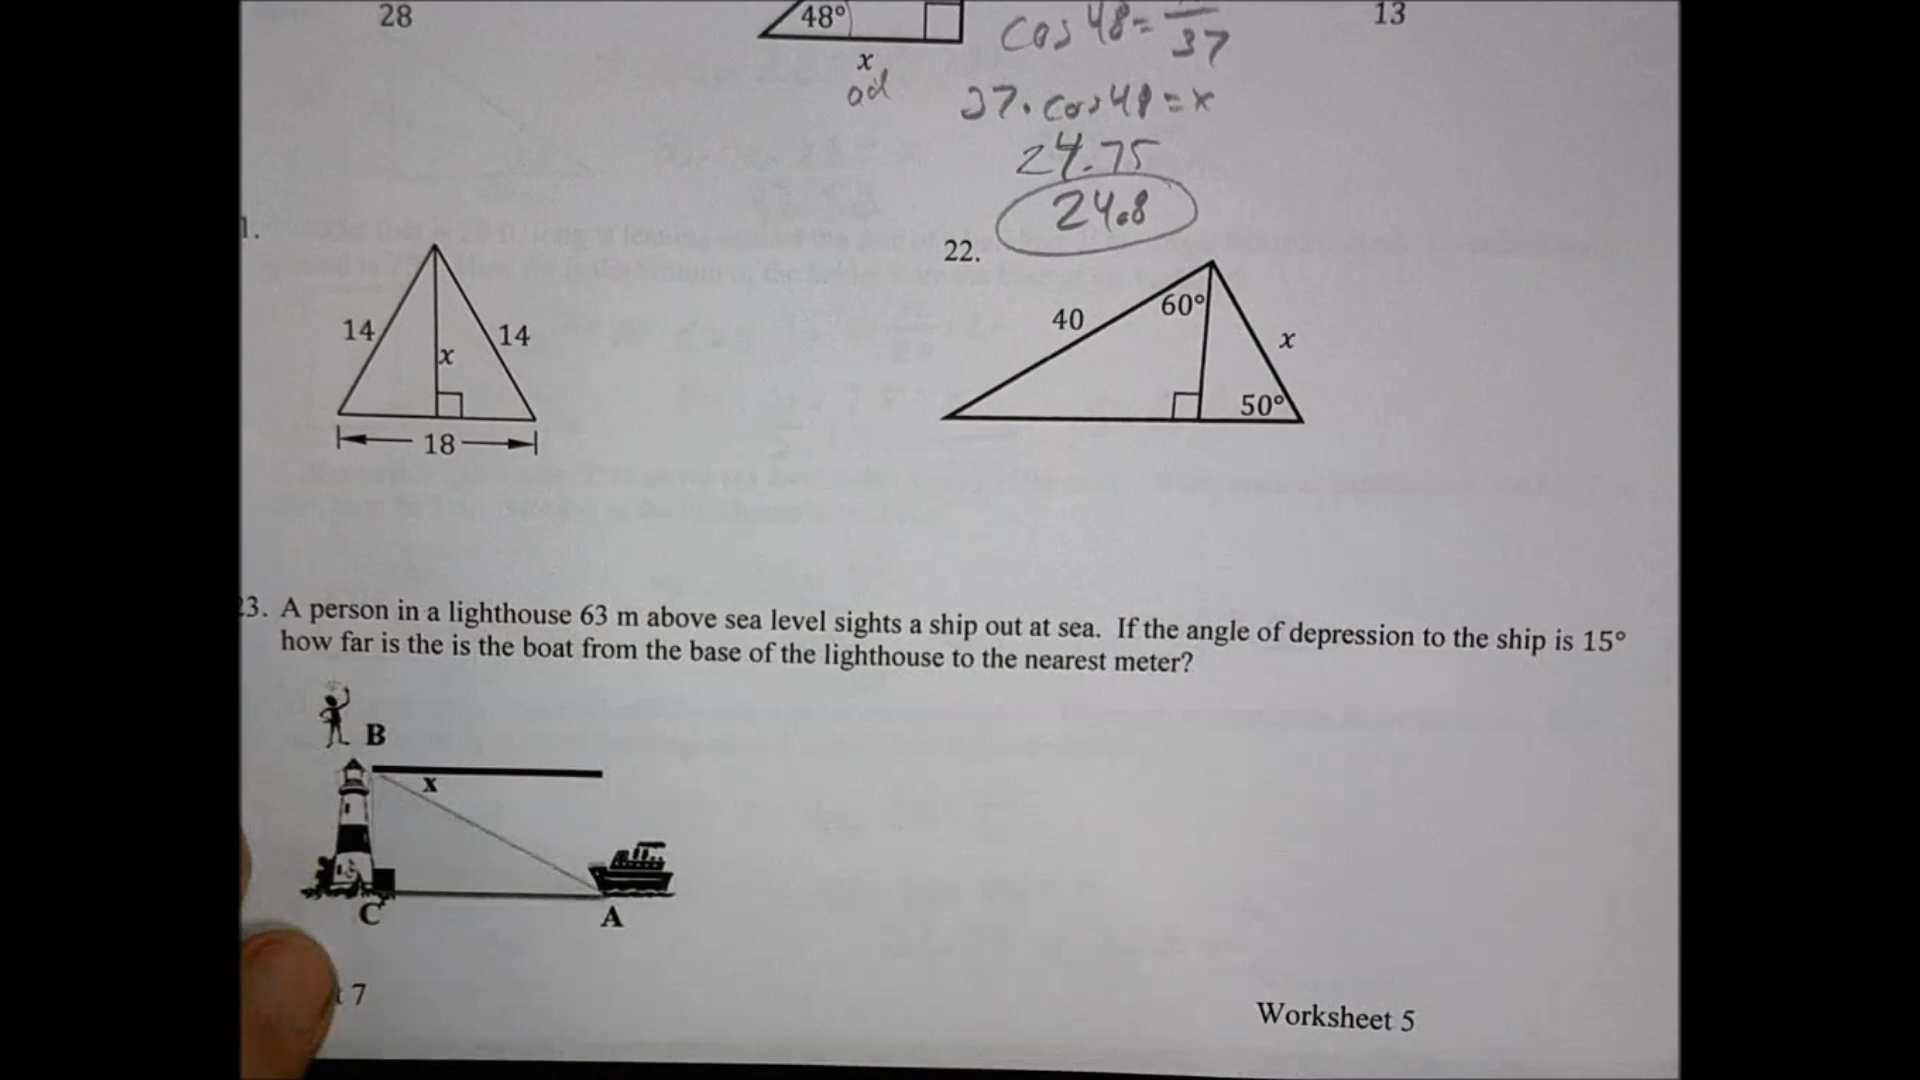 28
48°
cos 48 =
37
13
x
ad
37. cos 48 = x
24.75
24.8
1.
14
x
14
18
22.
40
60°
x
50°
3. A person in a lighthouse 63 m above sea level sights a ship out at sea. If the angle of depression to the ship is 15°
how far is the is the boat from the base of the lighthouse to the nearest meter?
B
x
C
A
t 7
Worksheet 5